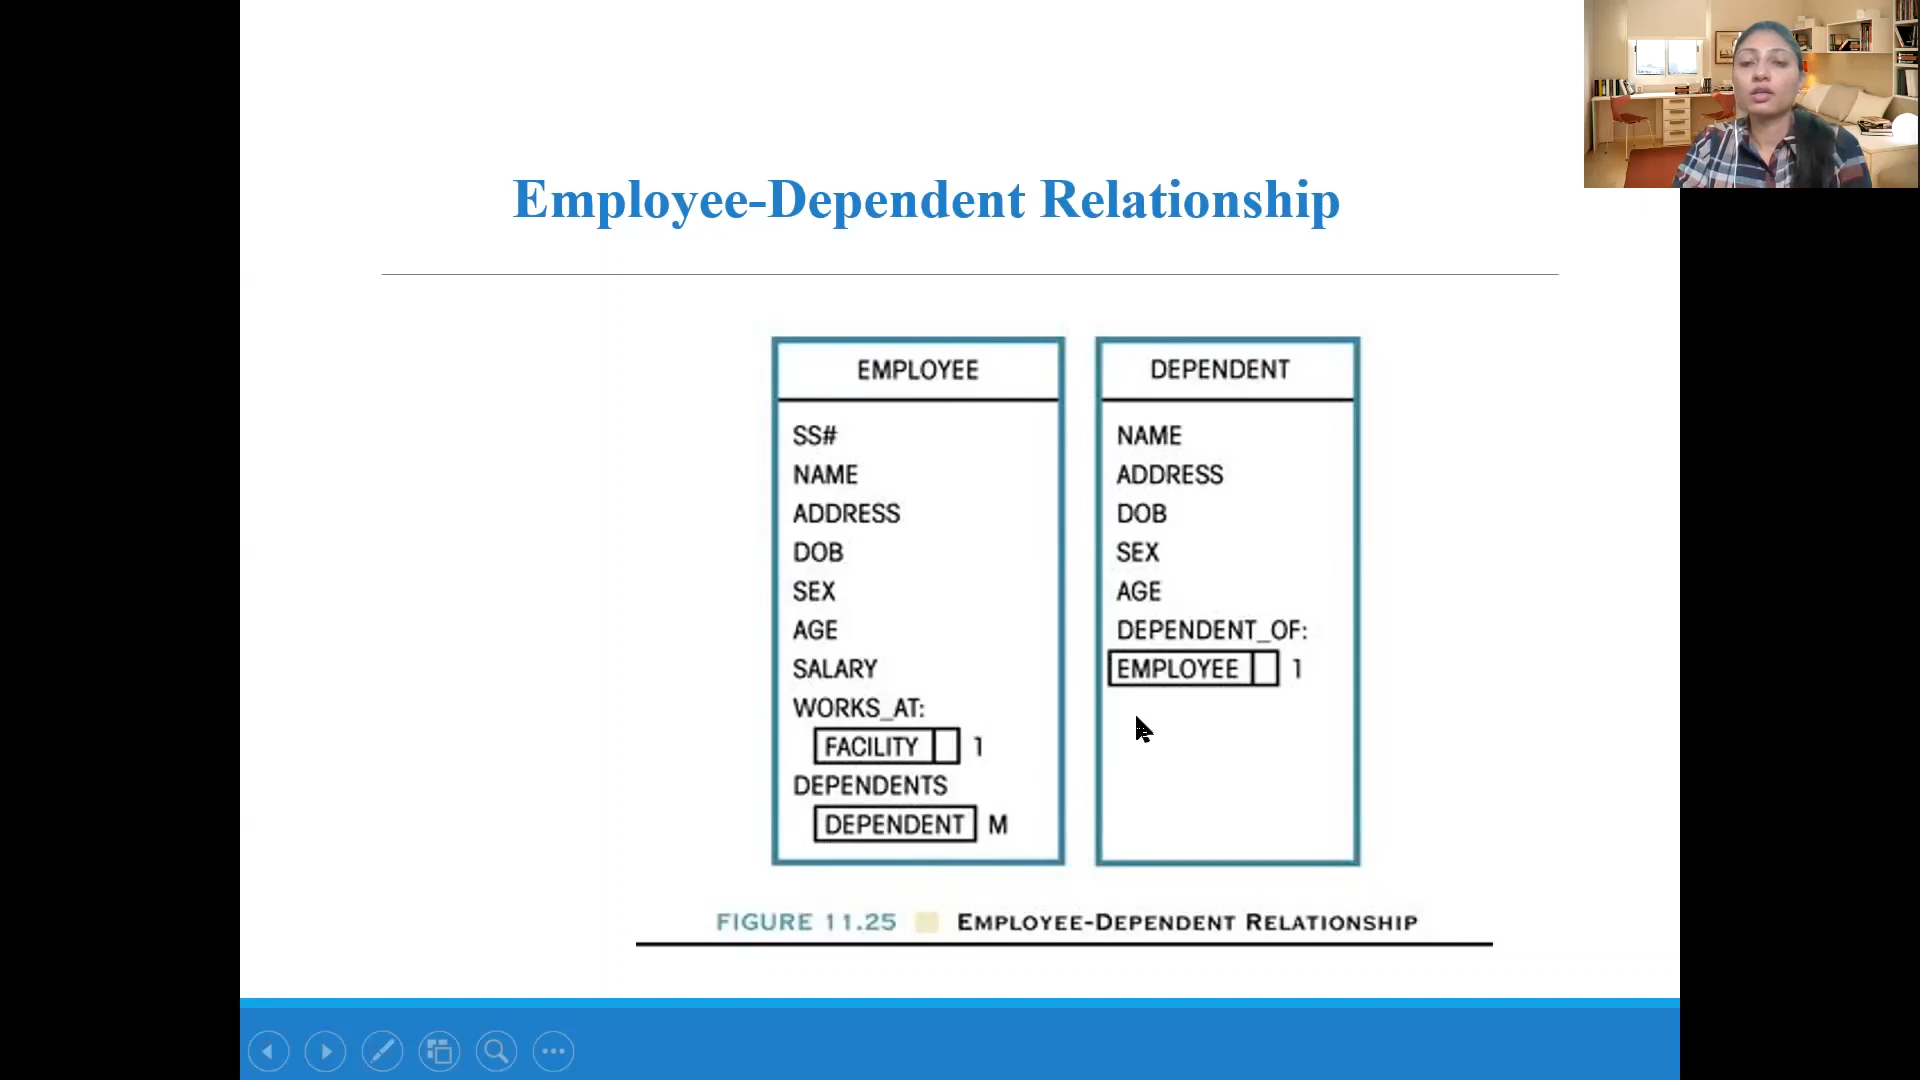 Employee-Dependent Relationship
EMPLOYEE
SS#
NAME
ADDRESS
DOB
SEX
AGE
SALARY
WORKS_AT:
FACILITY 1
DEPENDENTS
DEPENDENT M
DEPENDENT
NAME
ADDRESS
DOB
SEX
AGE
DEPENDENT_OF:
EMPLOYEE 1
FIGURE 11.25 EMPLOYEE-DEPENDENT RELATIONSHIP